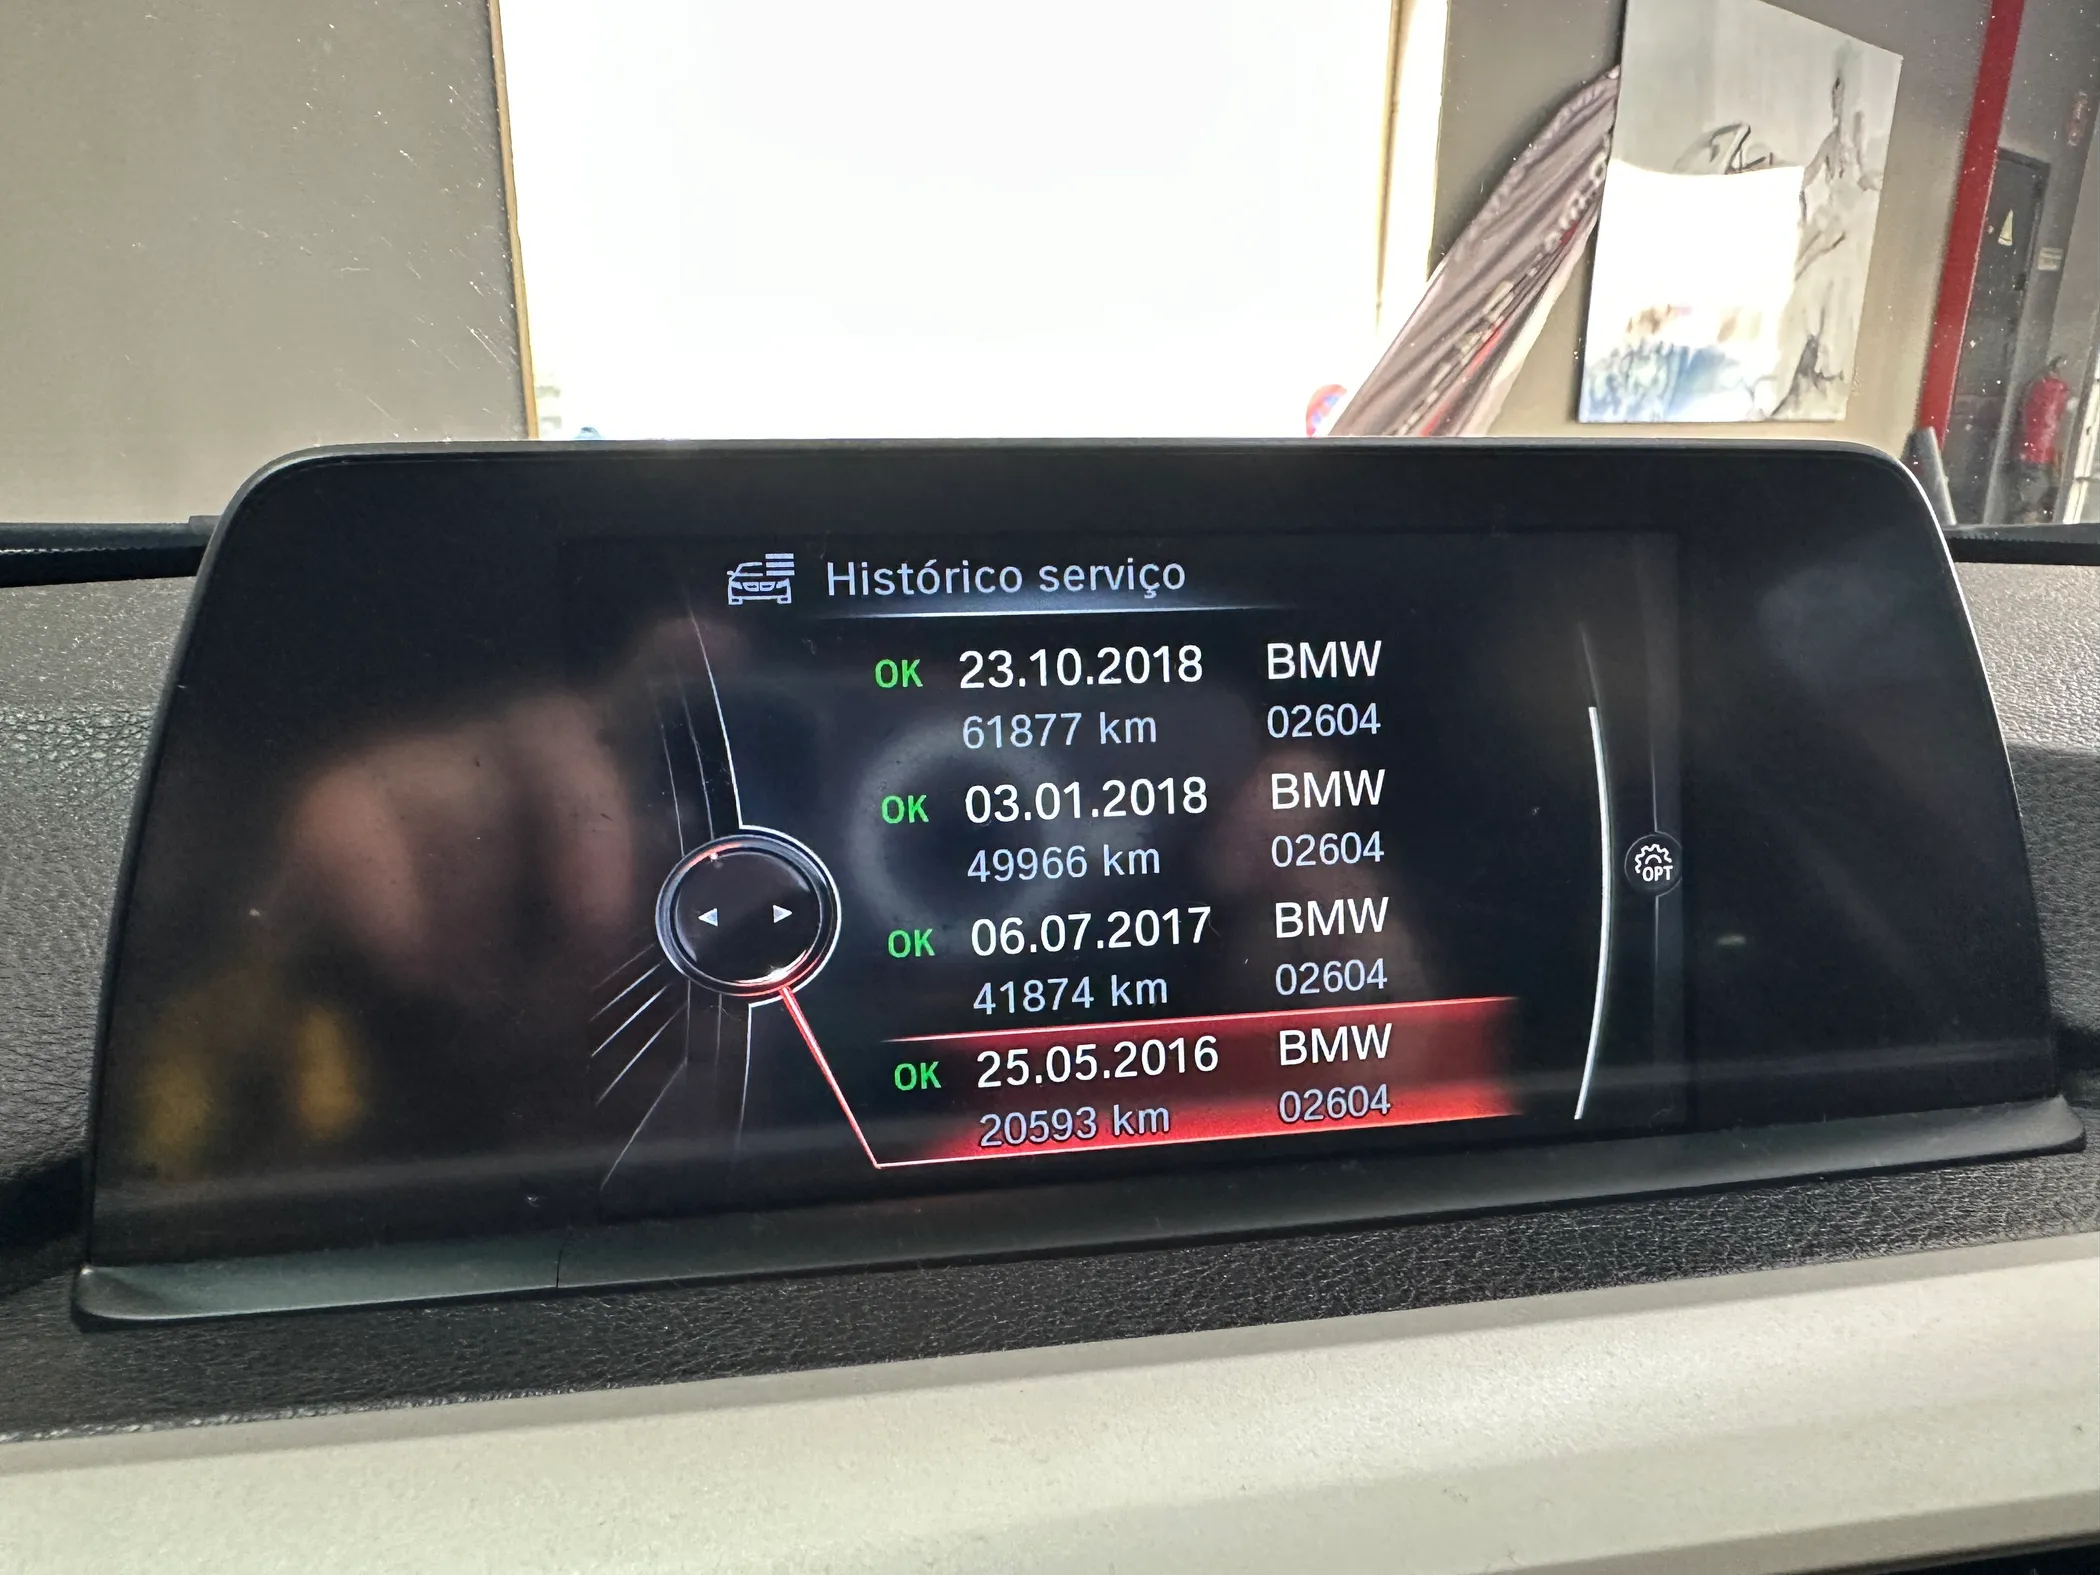 Histórico serviço
OK 23.10.2018 BMW
61877 km 02604
OK 03.01.2018 BMW
49966 km 02604
OK 06.07.2017 BMW
41874 km 02604
OK 25.05.2016 BMW
20593 km 02604
OPT